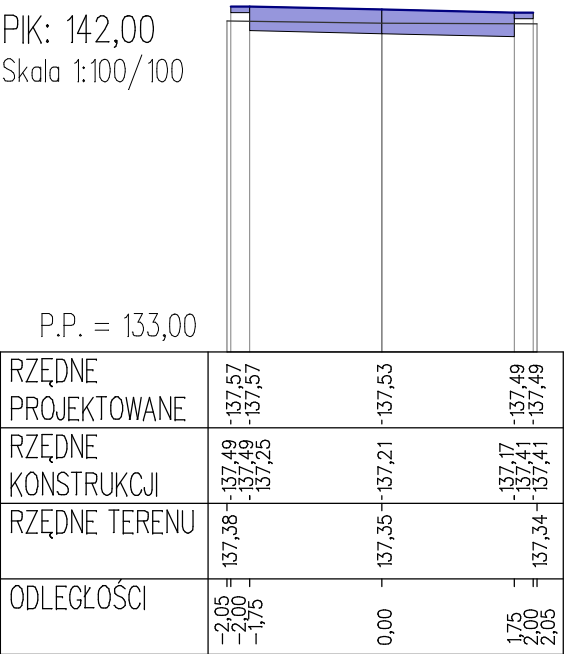 PIK: 142,00
Skala 1:100/100
P.P. = 133,00
RZĘDNE PROJEKTOWANE
137,57 137,57 137,53 137,49 137,49
RZĘDNE KONSTRUKCJI
137,49 137,49 137,25 137,21 137,17 137,41 137,41
RZĘDNE TERENU
137,38 137,35 137,34
ODLEGŁOŚCI
-2,05 -2,00 -1,75 0,00 1,75 2,00 2,05